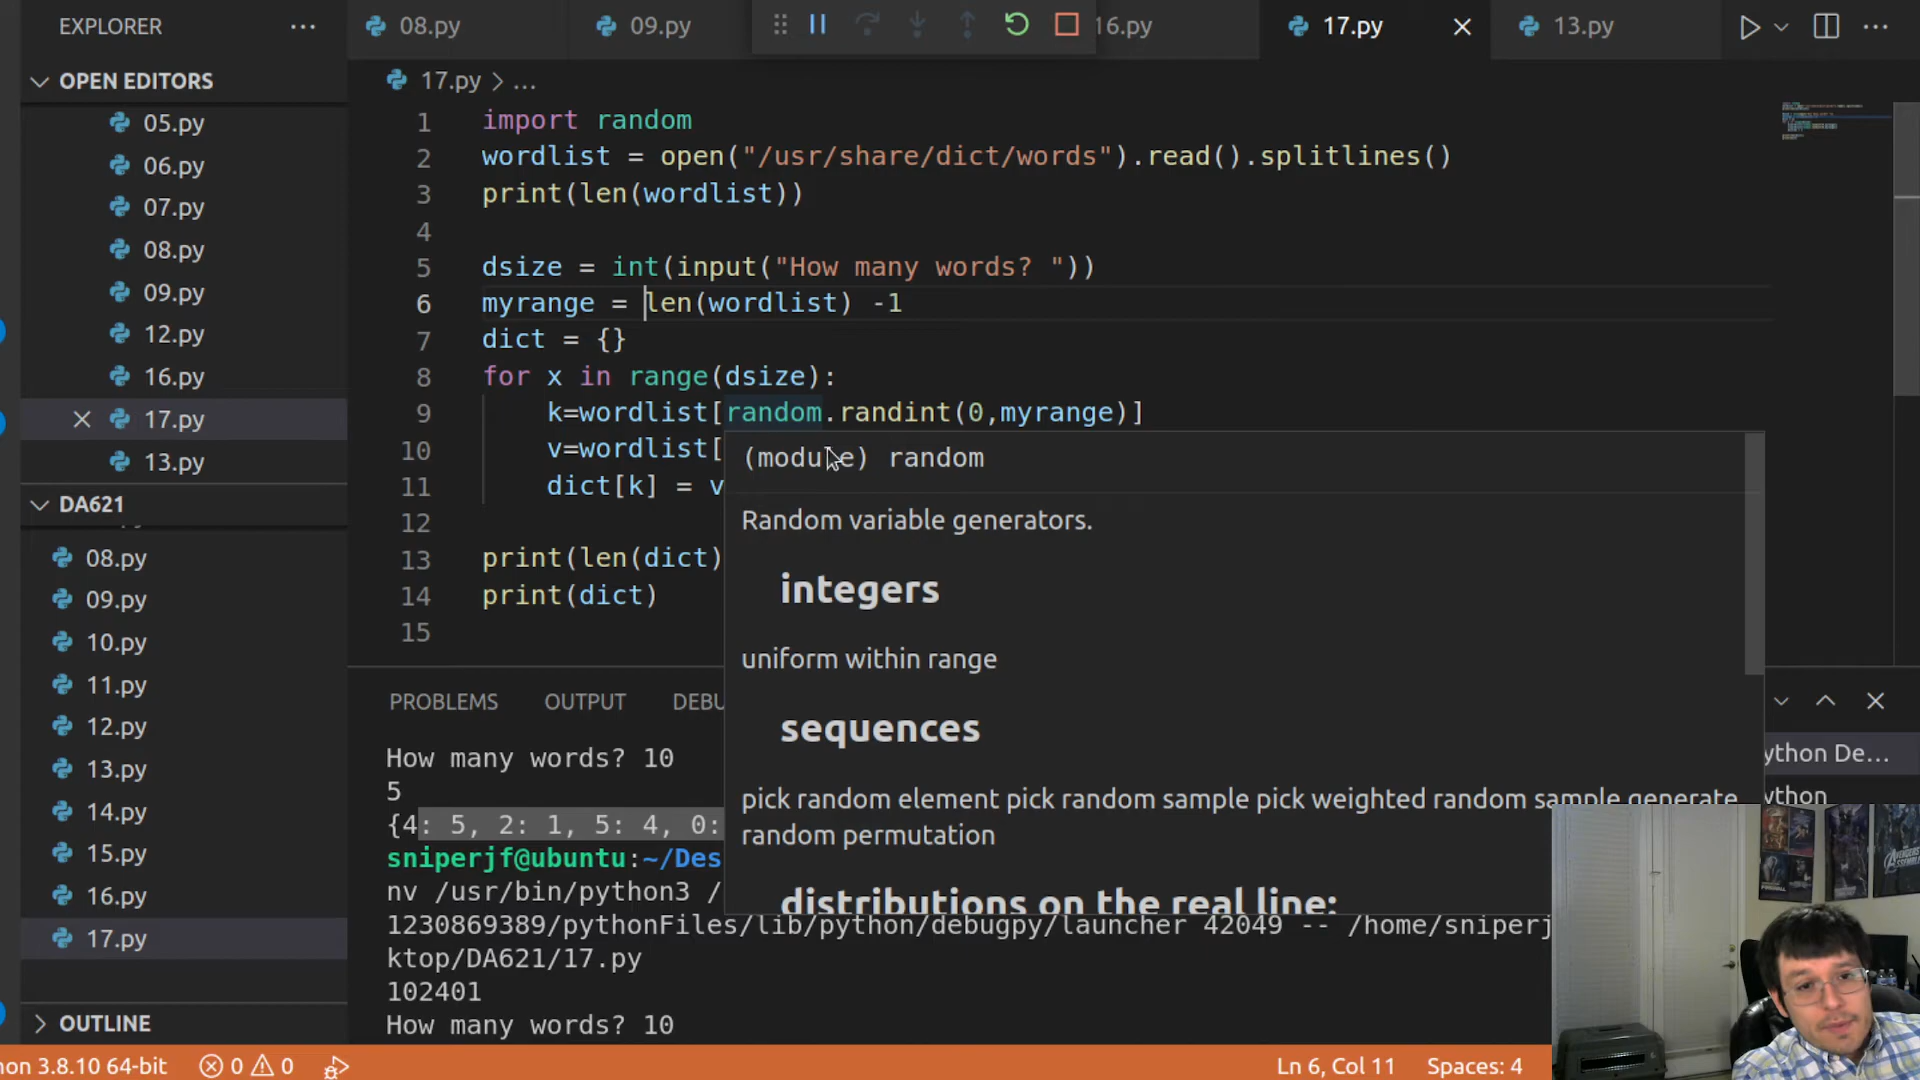 EXPLORER ···
08.py
09.py
16.py
17.py
13.py
OPEN EDITORS
05.py
06.py
07.py
08.py
09.py
12.py
16.py
17.py
13.py
DA621
08.py
09.py
10.py
11.py
12.py
13.py
14.py
15.py
16.py
17.py
OUTLINE
17.py > ...
1 import random
2 wordlist = open("/usr/share/dict/words").read().splitlines()
3 print(len(wordlist))
4
5 dsize = int(input("How many words? "))
6 myrange = len(wordlist) -1
7 dict = {}
8 for x in range(dsize):
9 k=wordlist[random.randint(0,myrange)]
10 v=wordlist[
11 dict[k] = v
12
13 print(len(dict)
14 print(dict)
15
(module) random
Random variable generators.
integers
uniform within range
sequences
pick random element pick random sample pick weighted random sample generate
random permutation
distributions on the real line:
PROBLEMS OUTPUT DEBU
How many words? 10
5
{4: 5, 2: 1, 5: 4, 0:
sniperjf@ubuntu:~/Des
nv /usr/bin/python3 /
1230869389/pythonFiles/lib/python/debugpy/launcher 42049 -- /home/sniperj
ktop/DA621/17.py
102401
How many words? 10
ython De...
ython
hon 3.8.10 64-bit 0 0
Ln 6, Col 11 Spaces: 4